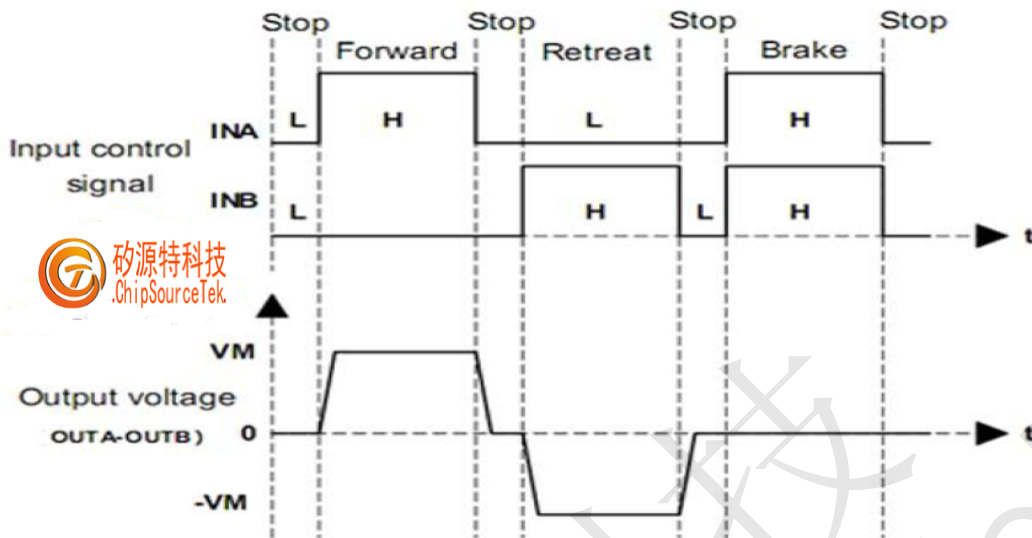 Stop Stop Stop Stop
Forward Retreat Brake
INA L H L H
Input control
signal
INB L H L H
t
矽源特科技
.ChipSourceTek.
VM
Output voltage
OUTA-OUTB) 0
t
-VM